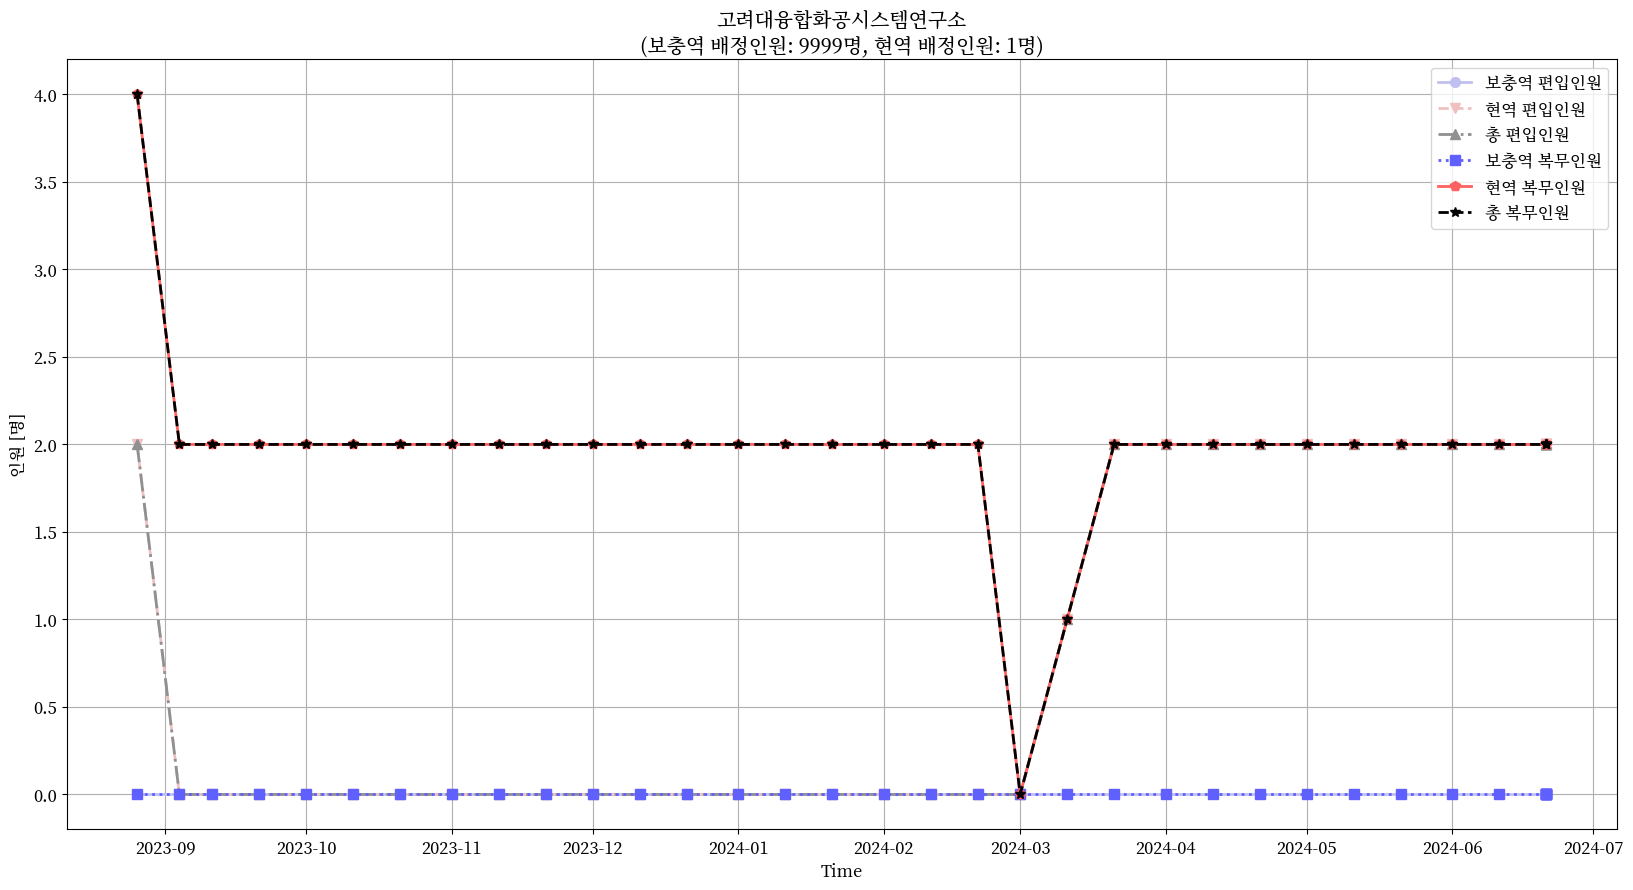 고려대융합화공시스템연구소
(보충역 배정인원: 9999명, 현역 배정인원: 1명)
보충역 편입인원
현역 편입인원
총 편입인원
보충역 복무인원
현역 복무인원
총 복무인원
4.0
3.5
3.0
2.5
2.0
1.5
1.0
0.5
0.0
인원 [명]
2023-09
2023-10
2023-11
2023-12
2024-01
2024-02
2024-03
2024-04
2024-05
2024-06
2024-07
Time